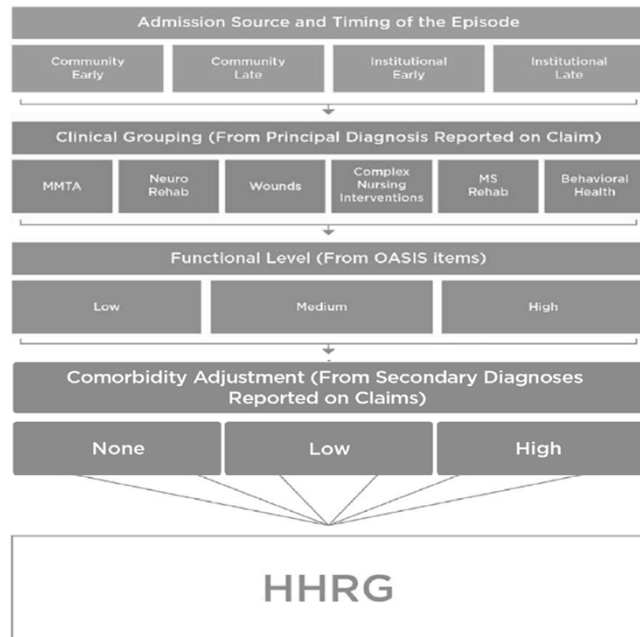 Admission Source and Timing of the Episode
Community
Early
Community
Late
Institutional
Early
Institutional
Late
Clinical Grouping (From Principal Diagnosis Reported on Claim)
MMTA
Neuro
Rehab
Wounds
Complex
Nursing
Interventions
MS
Rehab
Behavioral
Health
Functional Level (From OASIS items)
Low
Medium
High
Comorbidity Adjustment (From Secondary Diagnoses
Reported on Claims)
None
Low
High
HHRG